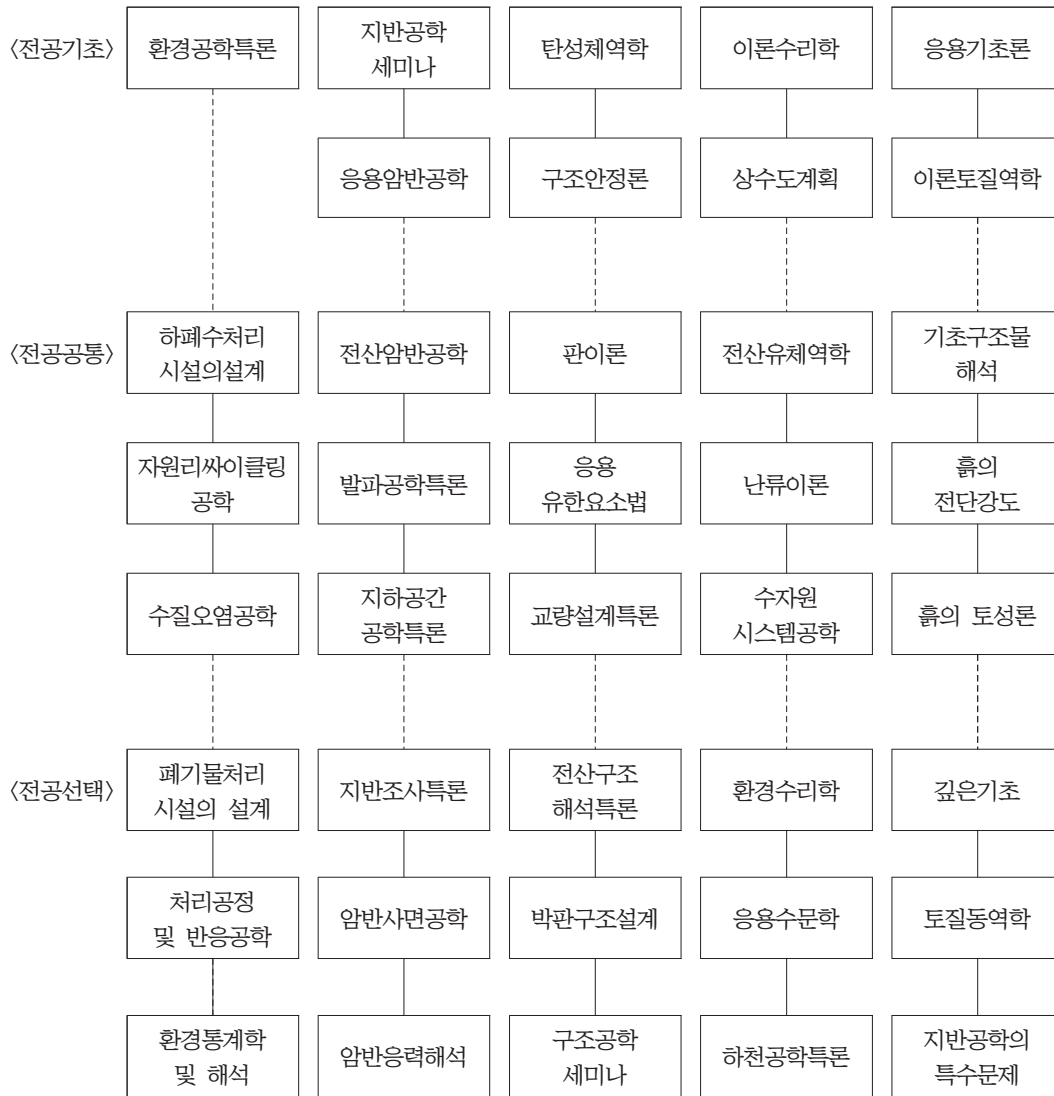 〈전공기초〉
환경공학특론
지반공학
세미나
탄성체역학
이론수리학
응용기초론
응용암반공학
구조안정론
상수도계획
이론토질역학
〈전공공통〉
하폐수처리
시설의설계
전산암반공학
판이론
전산유체역학
기초구조물
해석
자원리싸이클링
공학
발파공학특론
응용
유한요소법
난류이론
흙의
전단강도
수질오염공학
지하공간
공학특론
교량설계특론
수자원
시스템공학
흙의 토성론
〈전공선택〉
폐기물처리
시설의 설계
지반조사특론
전산구조
해석특론
환경수리학
깊은기초
처리공정
및 반응공학
암반사면공학
박판구조설계
응용수문학
토질동역학
환경통계학
및 해석
암반응력해석
구조공학
세미나
하천공학특론
지반공학의
특수문제